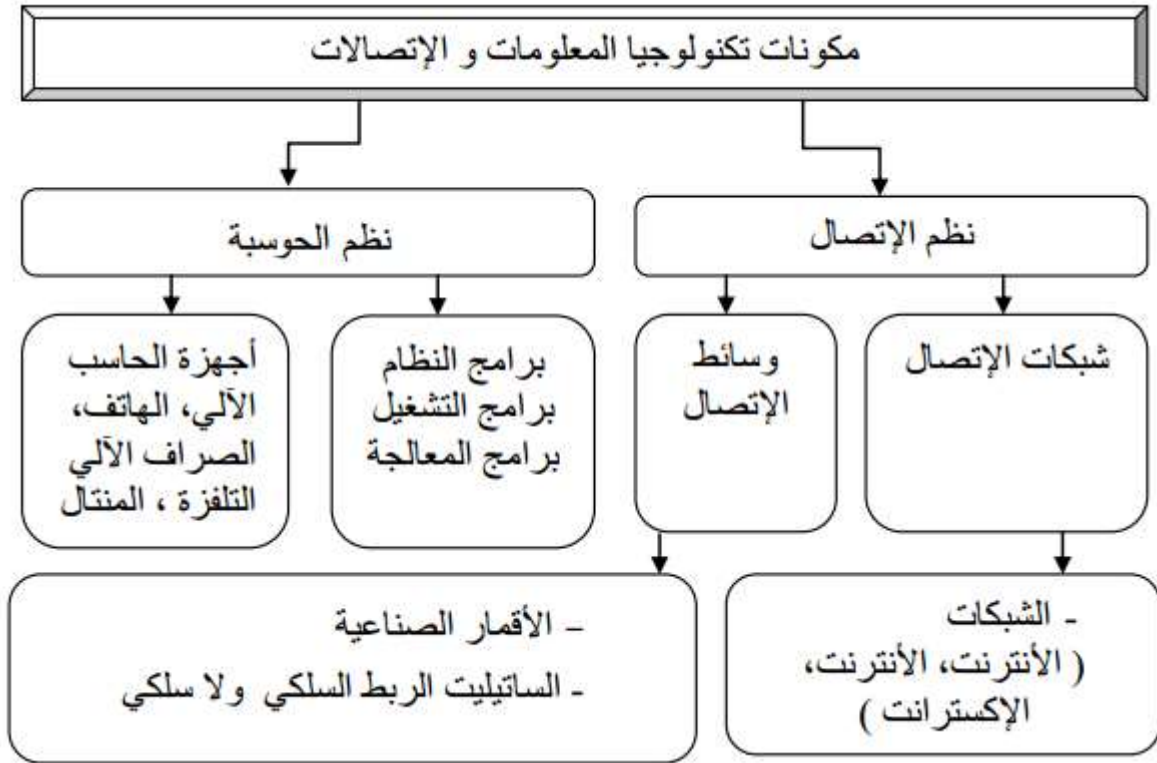 مكونات تكنولوجيا المعلومات و الإتصالات
نظم الإتصال
نظم الحوسبة
شبكات الإتصال
وسائط
الإتصال
برامج النظام
برامج التشغيل
برامج المعالجة
أجهزة الحاسب
الآلي، الهاتف،
الصراف الآلي
التلفزة ، المنتال
- الشبكات
( الأنترنت، الأنترنت،
الإكسترانت )
- الأقمار الصناعية
- الساتيليت الربط السلكي ولا سلكي